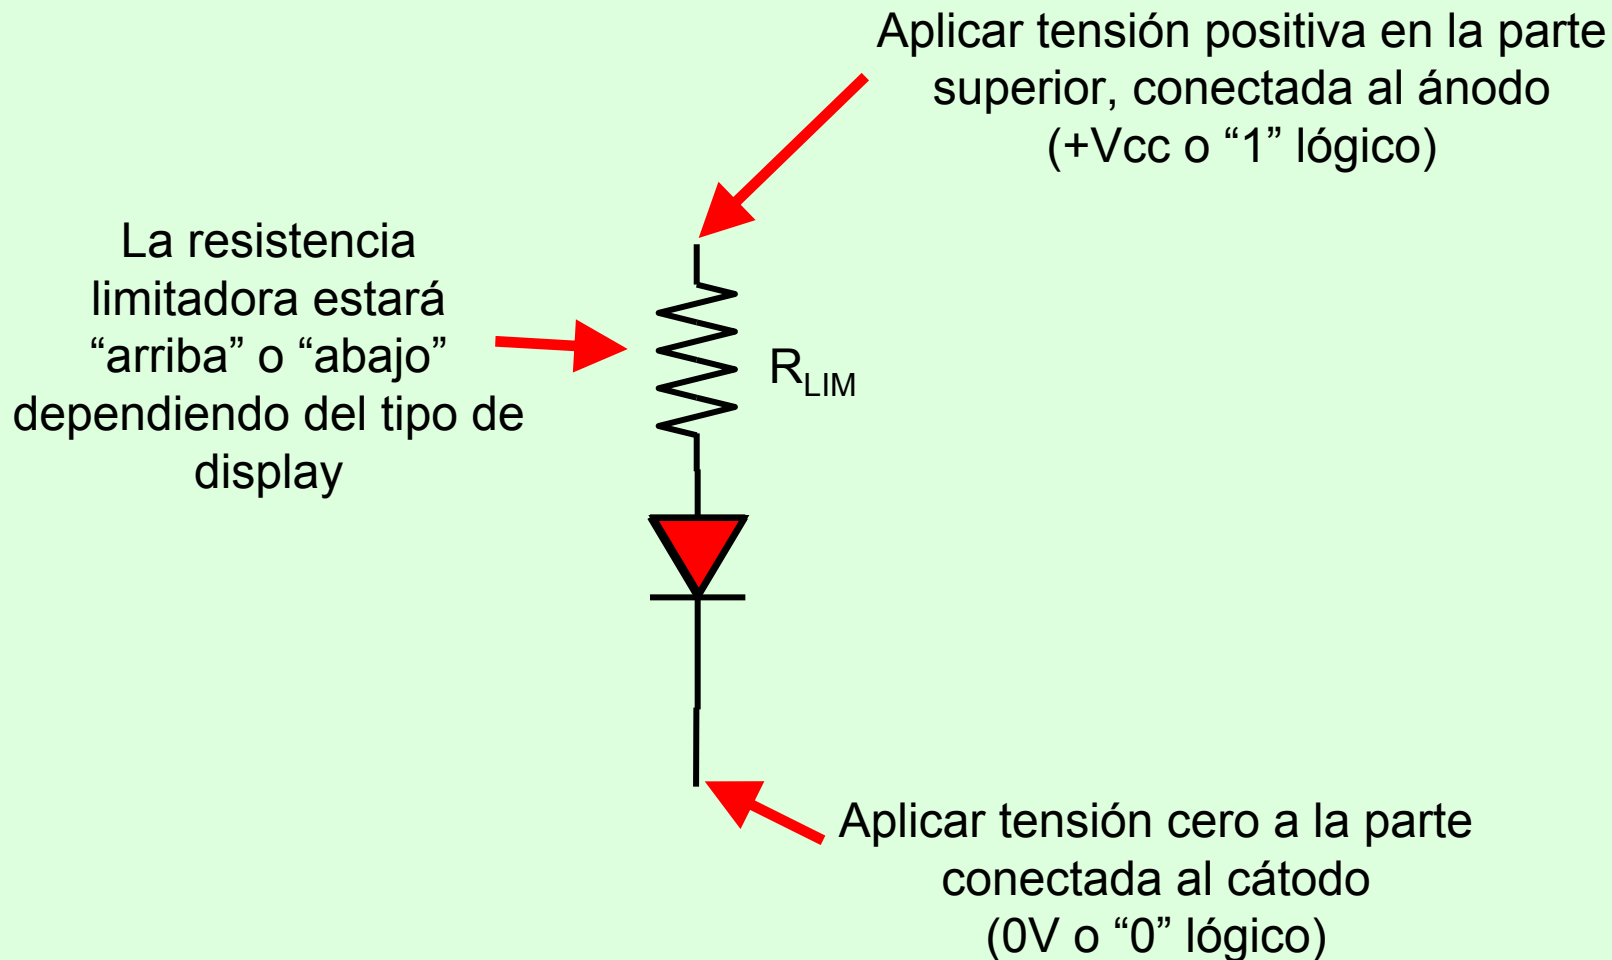 Aplicar tensión positiva en la parte
superior, conectada al ánodo
(+Vcc o “1” lógico)
La resistencia
limitadora estará
“arriba” o “abajo”
dependiendo del tipo de
display
R_LIM
Aplicar tensión cero a la parte
conectada al cátodo
(0V o “0” lógico)